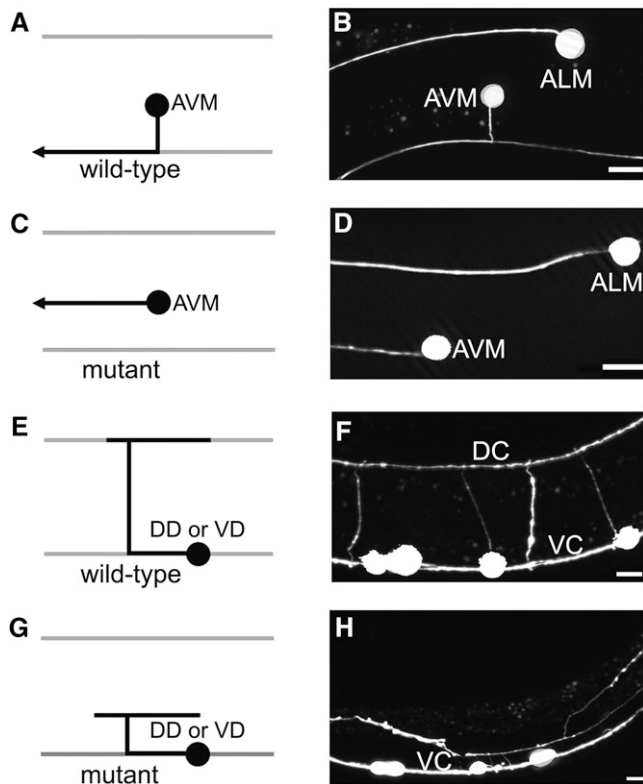 A
AVM
wild-type
B
ALM
AVM
C
AVM
mutant
D
ALM
AVM
E
DD or VD
wild-type
F
DC
VC
G
DD or VD
mutant
H
VC